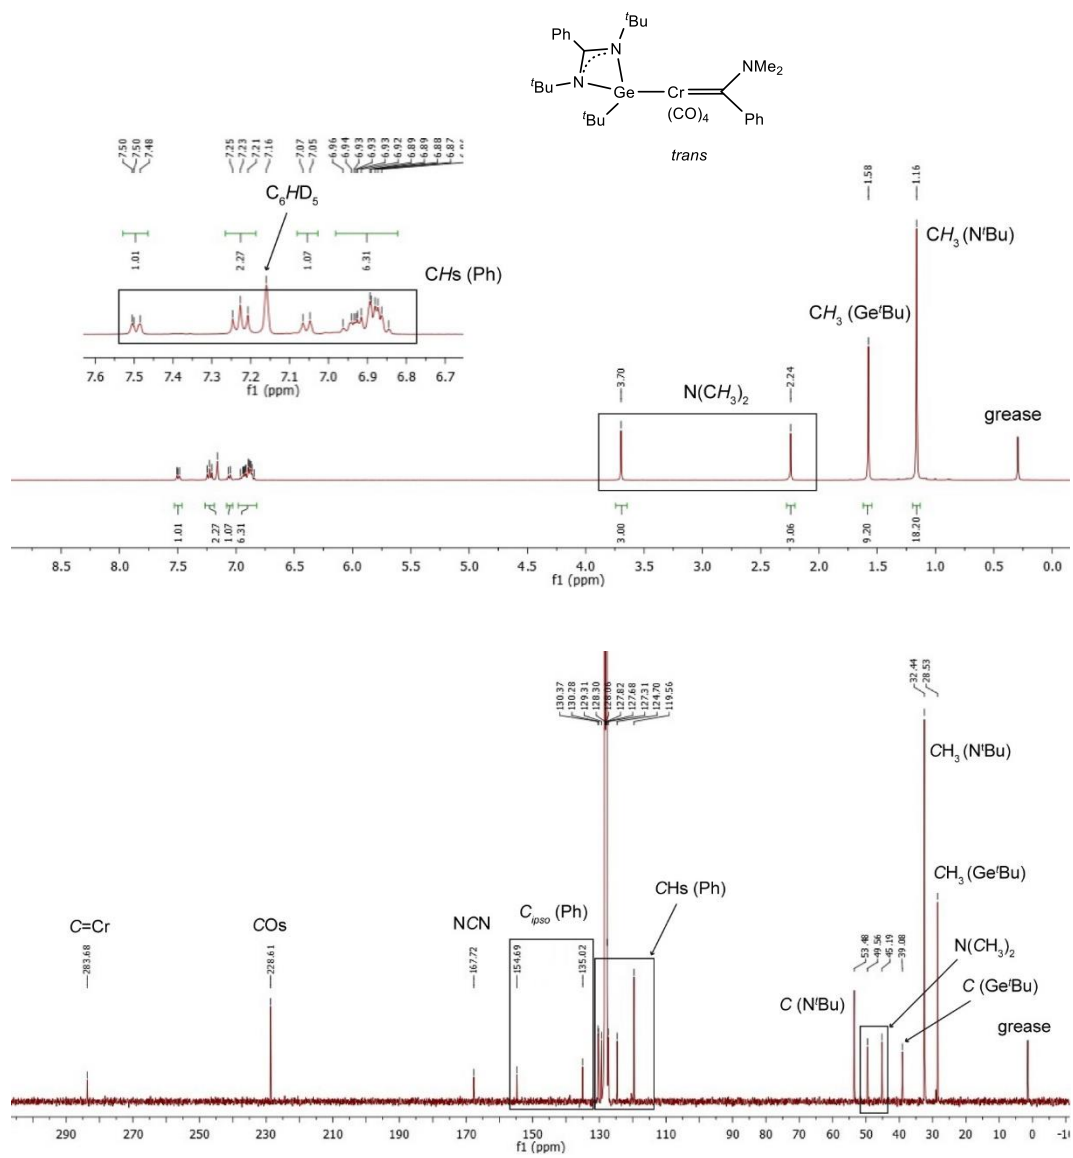 Ph
tBu
N
tBu
N
Ge
tBu
Cr
(CO)4
NMe2
Ph
trans
7.50
7.50
7.48
7.25
7.23
7.21
7.16
7.07
7.05
6.96
6.94
6.93
6.93
6.93
6.92
6.89
6.89
6.88
6.87
C6HD5
1.01
2.27
1.07
6.31
CHs (Ph)
7.6 7.5 7.4 7.3 7.2 7.1 7.0 6.9 6.8 6.7
f1 (ppm)
1.58
1.16
CH3 (NtBu)
CH3 (GetBu)
3.70
2.24
N(CH3)2
grease
1.01
2.27
1.07
6.31
3.00
3.06
9.20
18.20
8.5 8.0 7.5 7.0 6.5 6.0 5.5 5.0 4.5 4.0 3.5 3.0 2.5 2.0 1.5 1.0 0.5 0.0
f1 (ppm)
130.37
130.28
129.31
128.30
128.06
127.82
127.68
127.31
124.70
119.56
32.44
28.53
CH3 (NtBu)
CH3 (GetBu)
CHs (Ph)
C=Cr
COs
NCN
Cipso (Ph)
283.68
228.61
167.72
154.69
135.02
53.48
49.56
45.19
39.08
N(CH3)2
C (NtBu)
C (GetBu)
grease
290 270 250 230 210 190 170 150 130 110 90 80 70 60 50 40 30 20 10 0 -10
f1 (ppm)